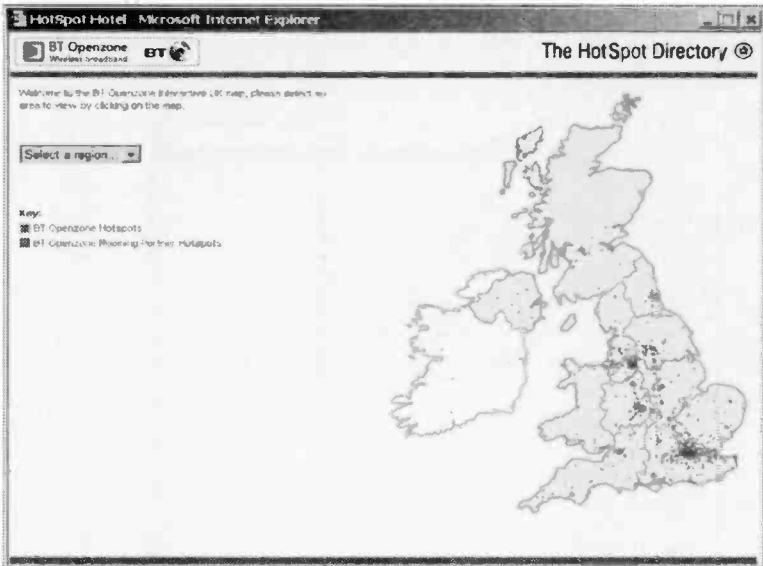 HotSpot Hotel - Microsoft Internet Explorer
BT Openzone
Wireless broadband
BT
The HotSpot Directory
Welcome to the BT Openzone Interactive UK map, please select an
area to view by clicking on the map.
Select a region...
Key:
BT Openzone Hotspots
BT Openzone Roaming Partner Hotspots